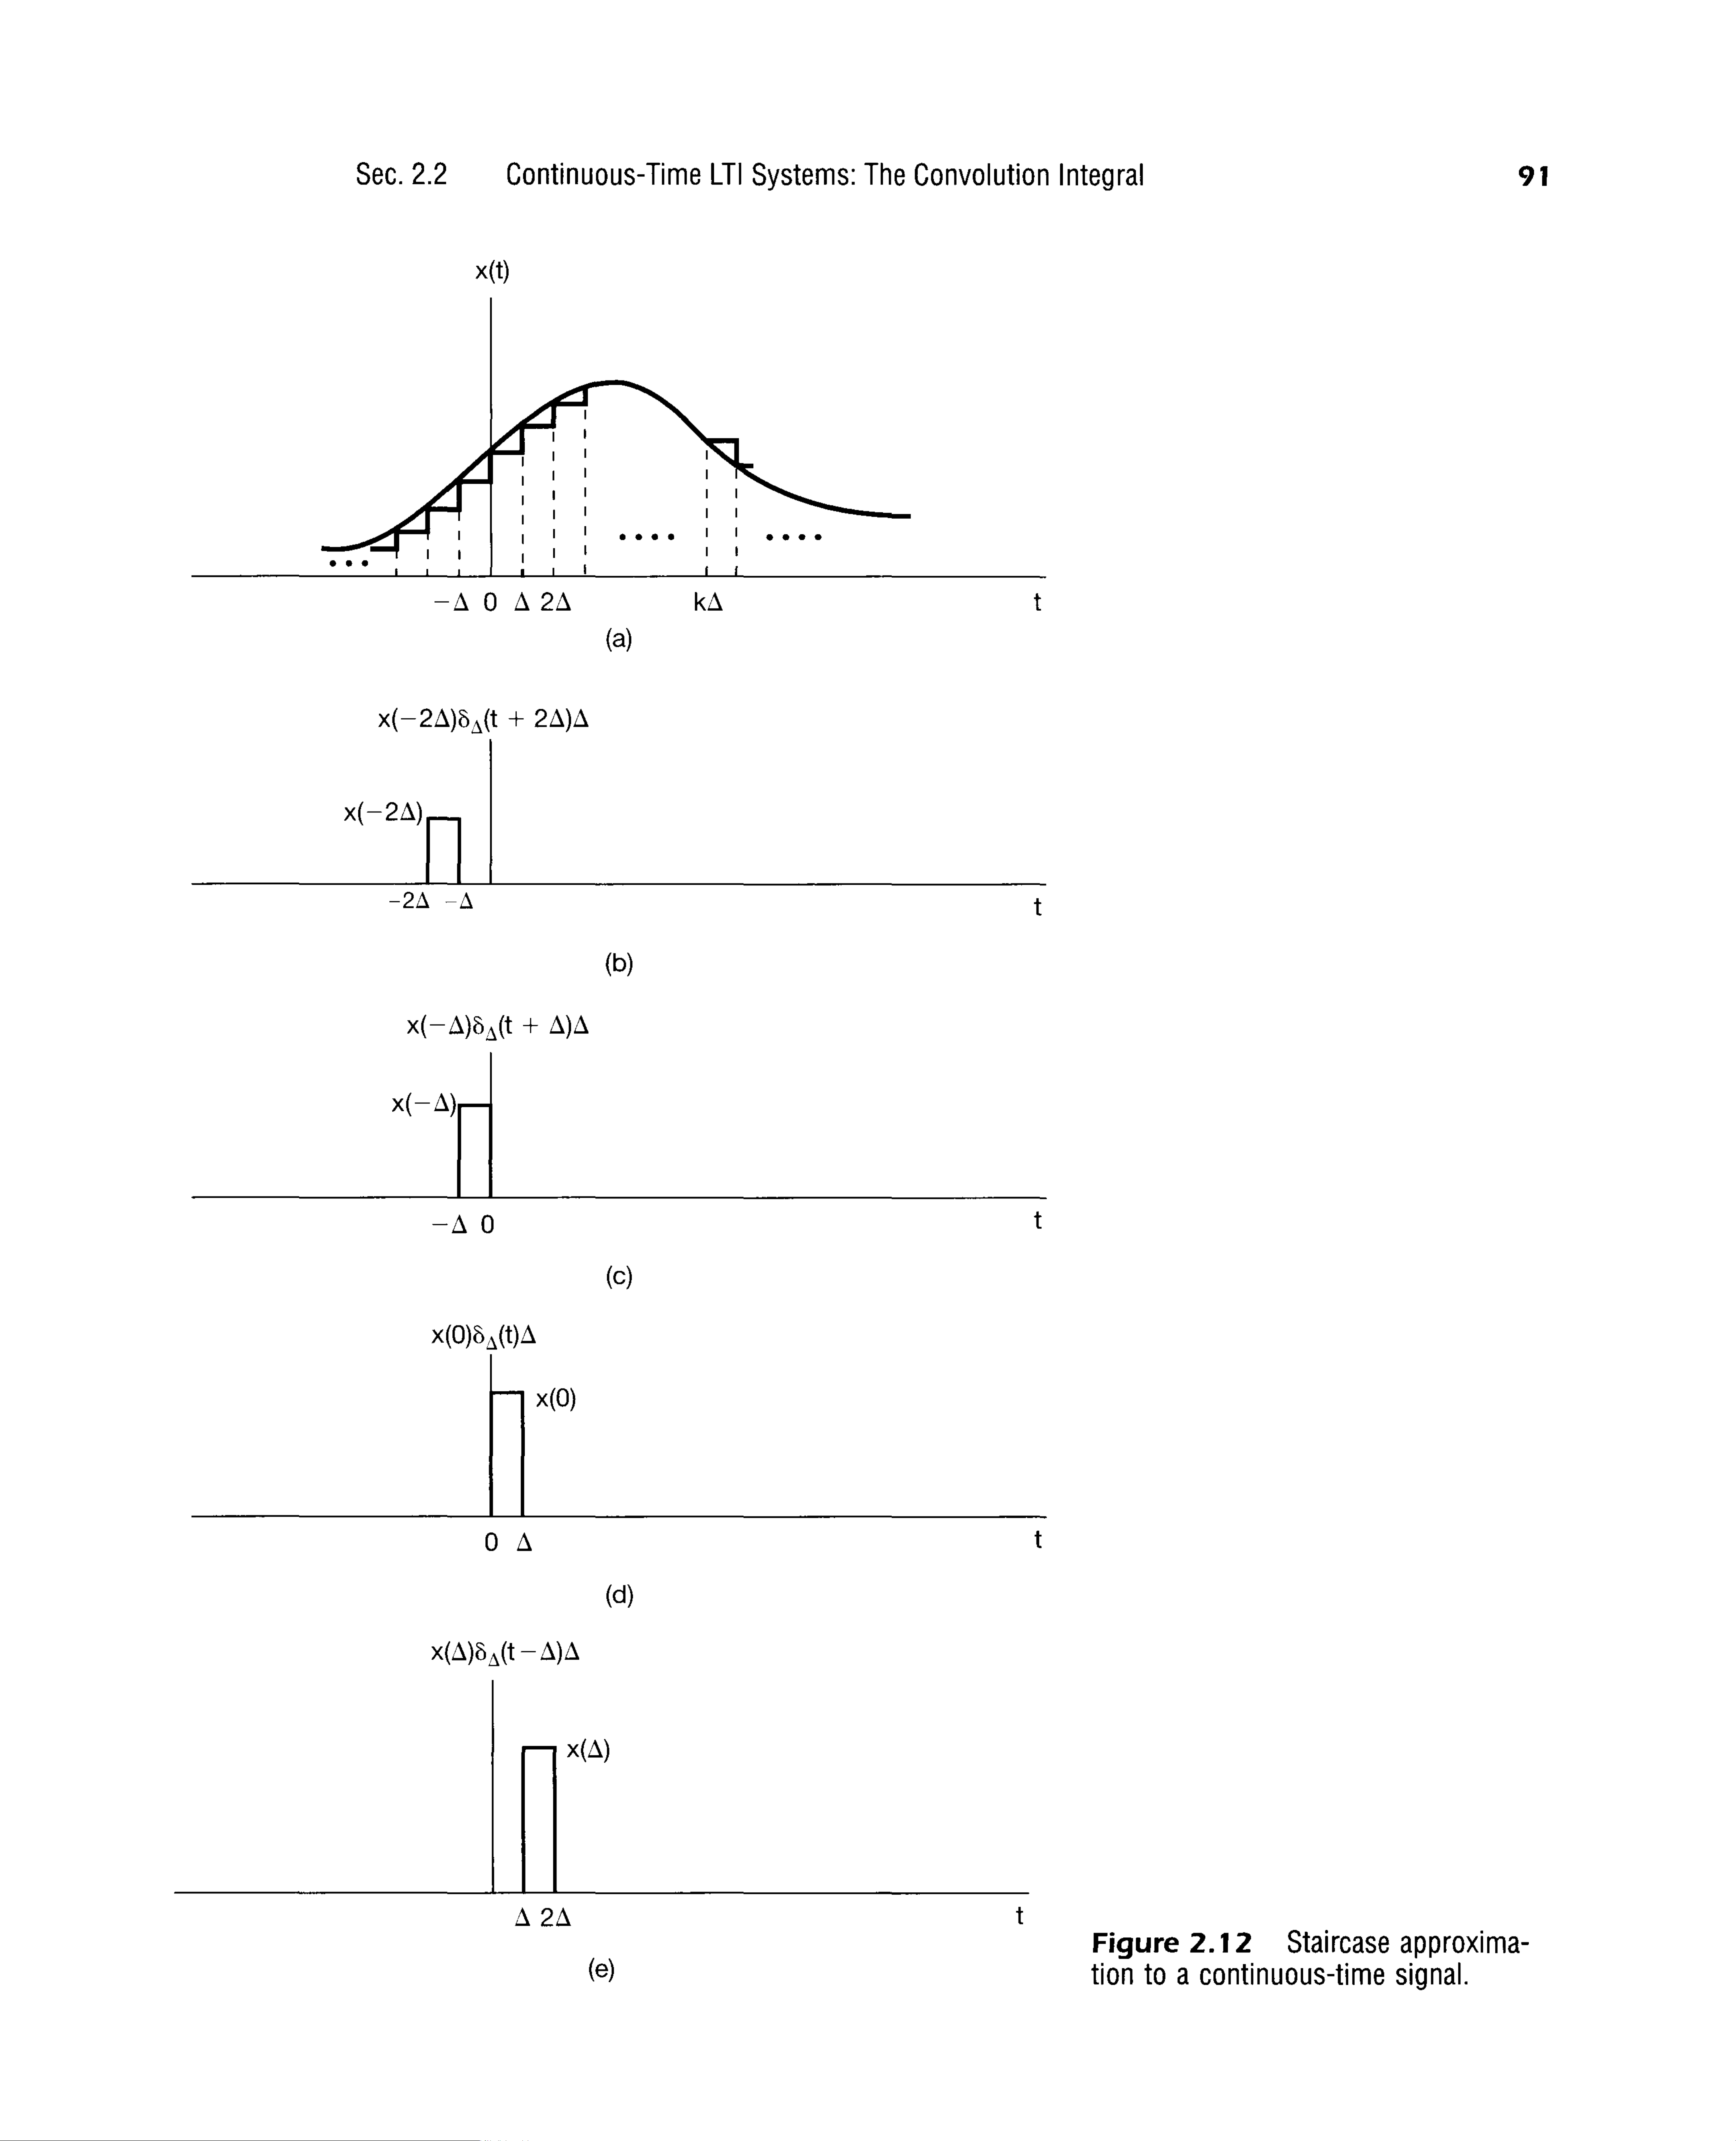 Sec. 2.2 Continuous-Time LTI Systems: The Convolution Integral 91
x(t)
−Δ 0 Δ 2Δ kΔ t
(a)
x(−2Δ)δΔ(t + 2Δ)Δ
x(−2Δ)
−2Δ −Δ t
(b)
x(−Δ)δΔ(t + Δ)Δ
x(−Δ)
−Δ 0 t
(c)
x(0)δΔ(t)Δ
x(0)
0 Δ t
(d)
x(Δ)δΔ(t−Δ)Δ
x(Δ)
Δ 2Δ t
(e)
Figure 2.12 Staircase approxima-
tion to a continuous-time signal.